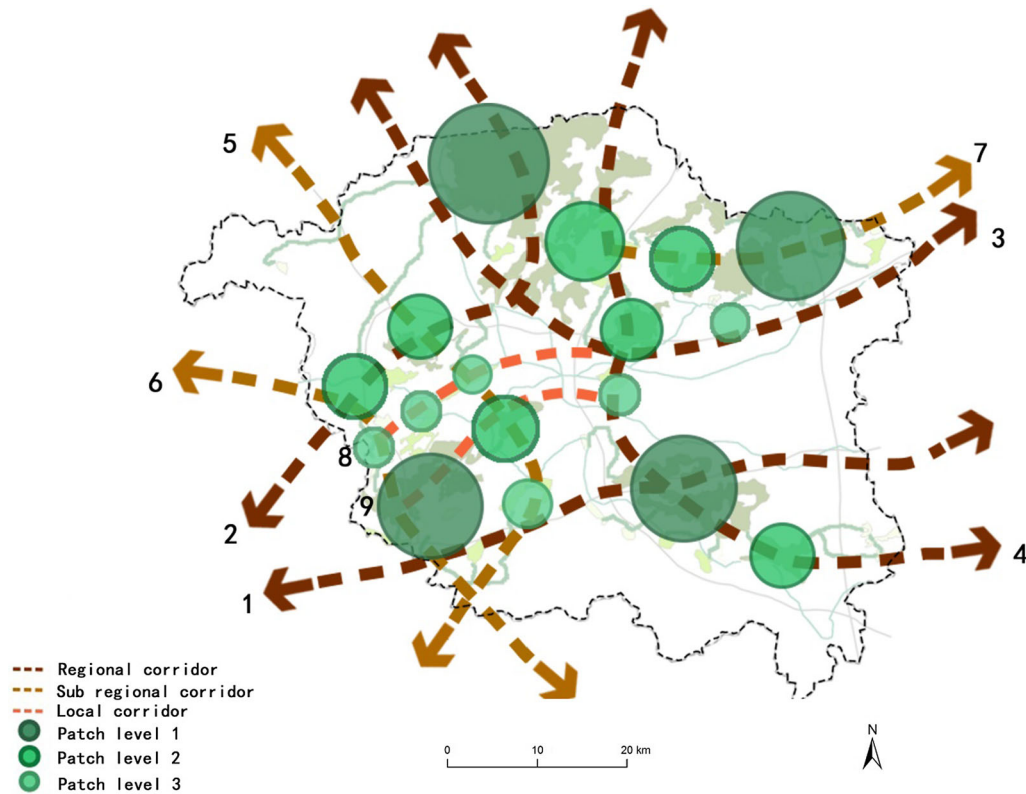 5
7
3
6
8
9
2
4
1
Regional corridor
Sub regional corridor
Local corridor
Patch level 1
Patch level 2
Patch level 3
0 10 20 km
N